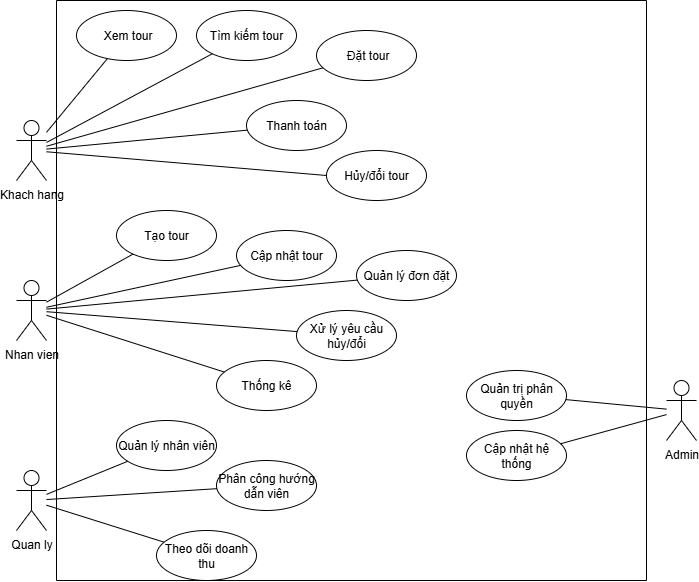 Xem tour
Tìm kiếm tour
Đặt tour
Thanh toán
Hủy/đổi tour
Khach hang
Tạo tour
Cập nhật tour
Quản lý đơn đặt
Xử lý yêu cầu
hủy/đổi
Thống kê
Nhan vien
Quản trị phân
quyền
Cập nhật hệ
thống
Admin
Quản lý nhân viên
Phân công hướng
dẫn viên
Theo dõi doanh
thu
Quan ly